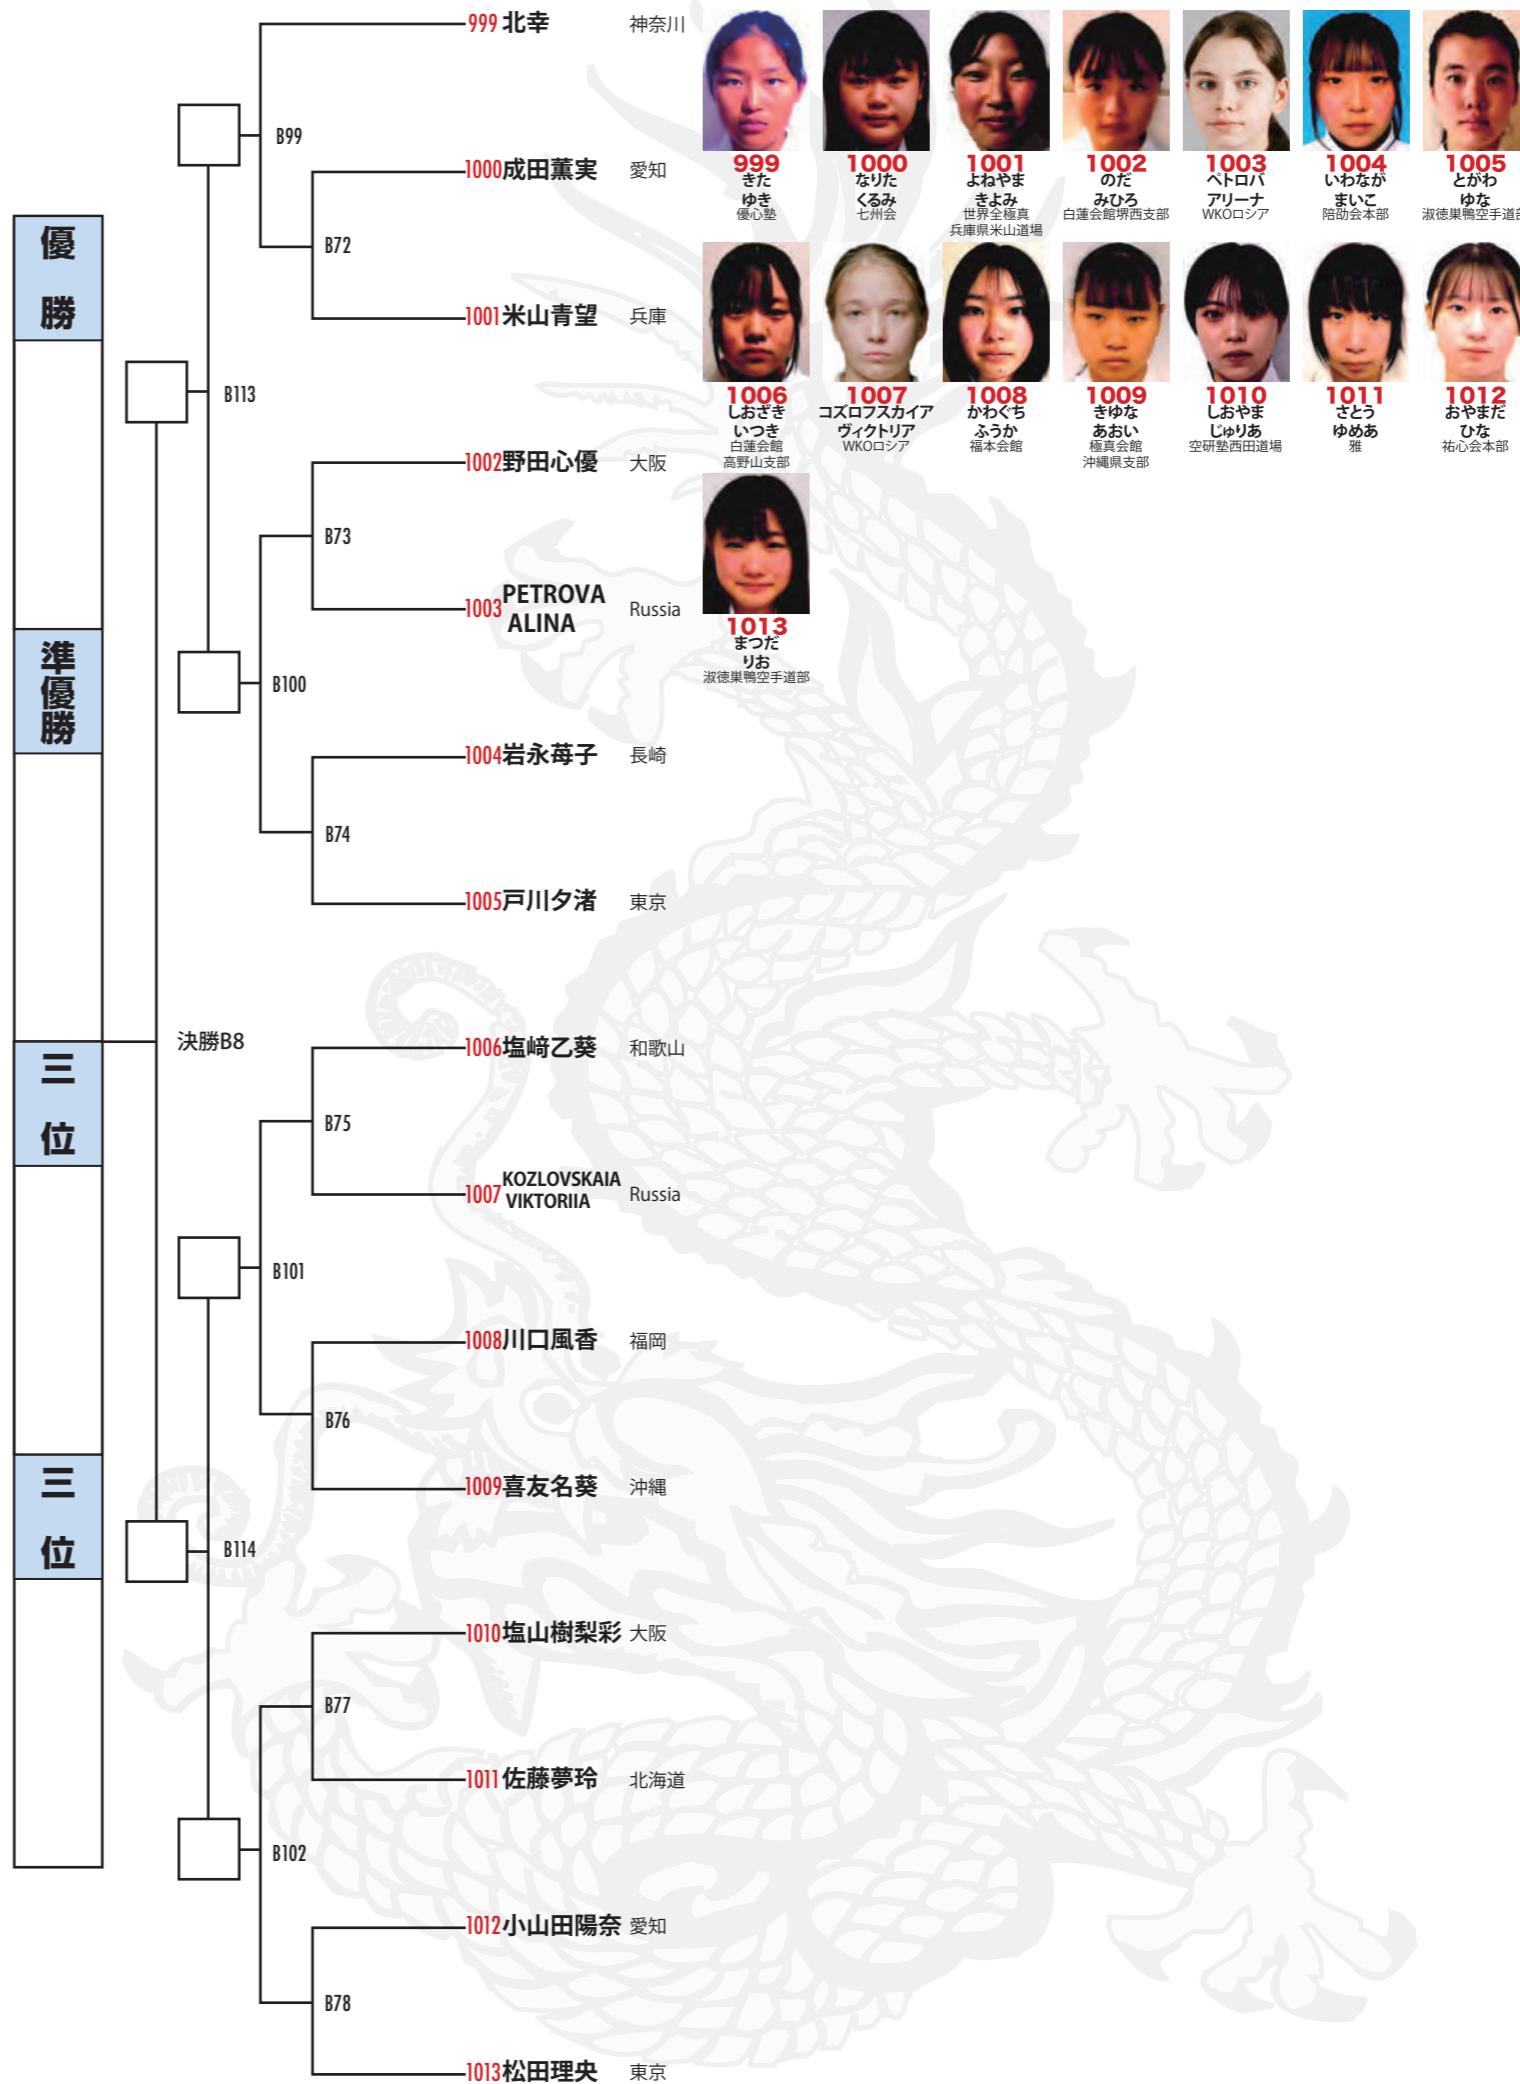 優
勝
準
優
勝
三
位
三
位
決勝B8
B113
B114
B99
B100
B101
B102
B72
B73
B74
B75
B76
B77
B78
999 北幸 神奈川
1000 成田薫実 愛知
1001 米山青望 兵庫
1002 野田心優 大阪
1003 PETROVA
ALINA Russia
1004 岩永苺子 長崎
1005 戸川夕渚 東京
1006 塩﨑乙葵 和歌山
1007 KOZLOVSKAIA
VIKTORIIA Russia
1008 川口風香 福岡
1009 喜友名葵 沖縄
1010 塩山樹梨彩 大阪
1011 佐藤夢玲 北海道
1012 小山田陽奈 愛知
1013 松田理央 東京
999
きた
ゆき
優心塾
1000
なりた
くるみ
七州会
1001
よねやま
きよみ
世界全極真
兵庫県米山道場
1002
のだ
みひろ
白蓮会館堺西支部
1003
ペトロバ
アリーナ
WKOロシア
1004
いわなが
まいこ
陪劭会本部
1005
とがわ
ゆな
淑徳巣鴨空手道部
1006
しおざき
いつき
白蓮会館
高野山支部
1007
コズロフスカイア
ヴィクトリア
WKOロシア
1008
かわぐち
ふうか
福本会館
1009
きゆな
あおい
極真会館
沖縄県支部
1010
しおやま
じゅりあ
空研塾西田道場
1011
さとう
ゆめあ
雅
1012
おやまだ
ひな
祐心会本部
1013
まつだ
りお
淑徳巣鴨空手道部